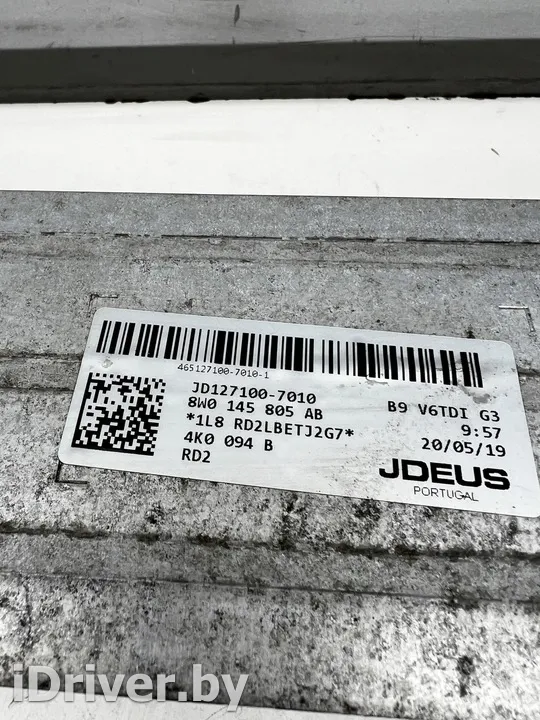 465127100-7010-1
JD127100-7010
8W0 145 805 AB
*1L8 RD2LBETJ2G7*
4K0 094 B
RD2
B9 V6TDI G3
9:57
20/05/19
JDEUS
PORTUGAL
iDriver.by